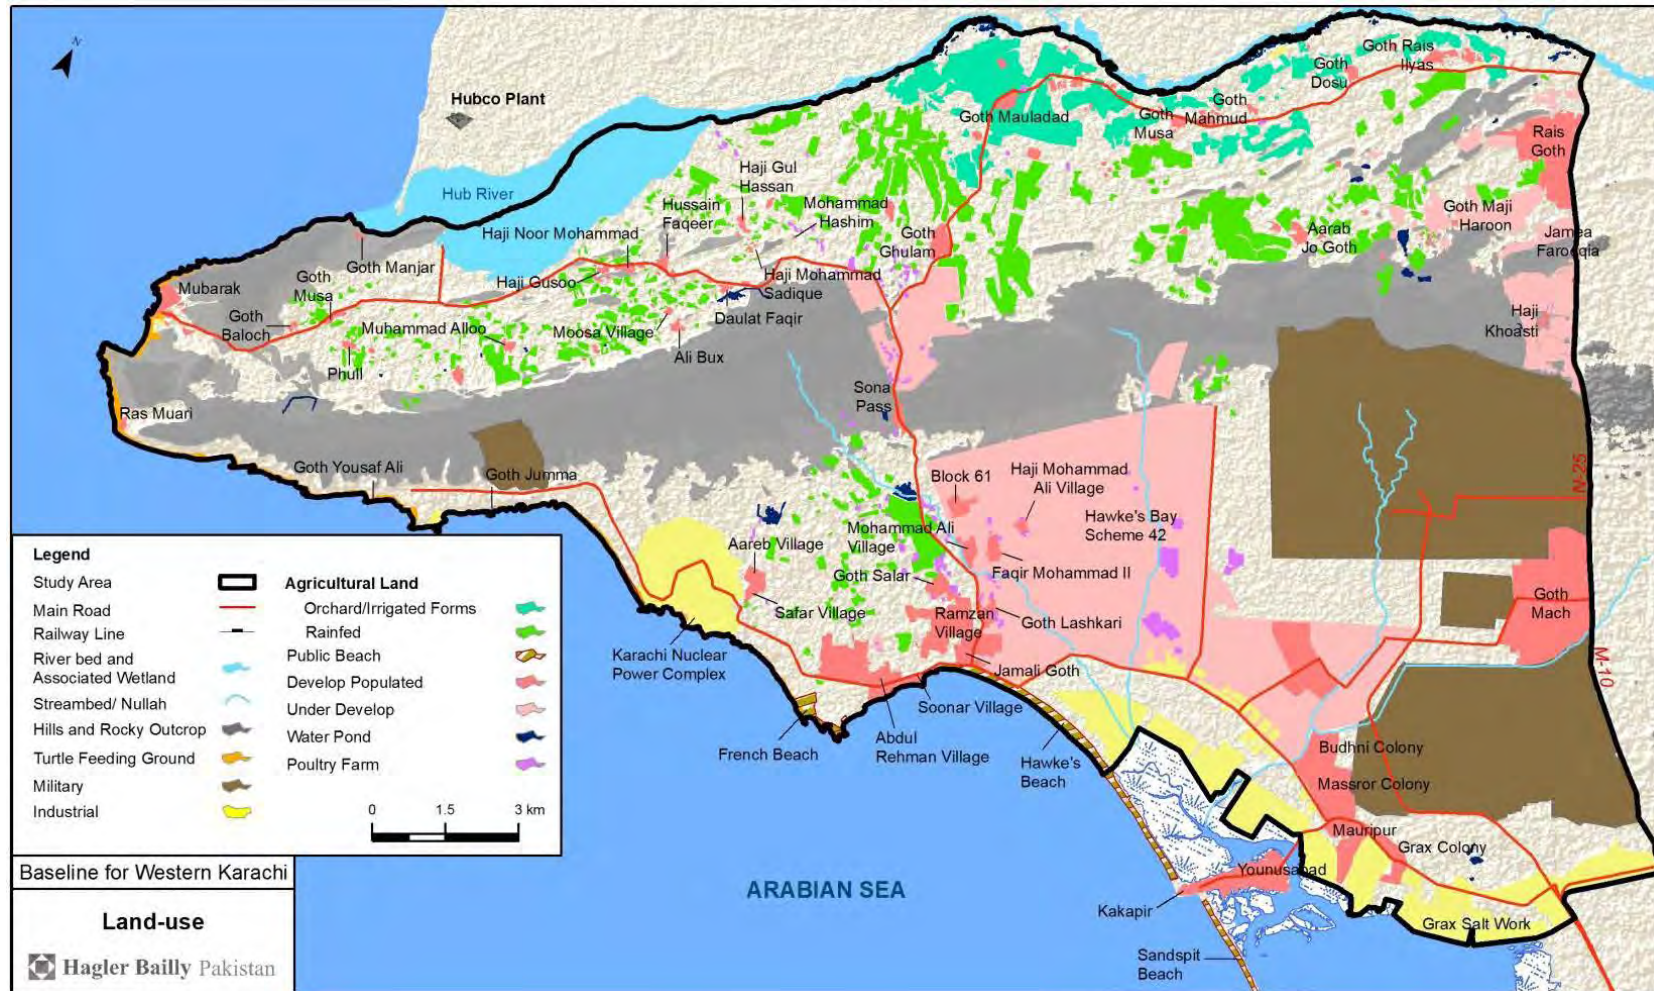 N
Hubco Plant
Hub River
Goth Rais
Ilyas
Goth
Dosu
Goth
Mahmud
Goth
Musa
Goth Mauladad
Rais
Goth
Haji Gul
Hassan
Hussain
Faqeer
Mohammad
Hashim
Haji Noor Mohammad
Goth
Ghulam
Goth Maji
Haroon
Aarab
Jo Goth
Jamea
Farooqia
Goth Manjar
Haji Gusoo
Haji Mohammad
Sadique
Mubarak
Goth
Musa
Goth
Baloch
Muhammad Alloo
Moosa Village
Daulat Faqir
Haji
Khoasti
Ali Bux
Phull
Sona
Pass
Ras Muari
Goth Yousaf Ali
Goth Jumma
Block 61
Haji Mohammad
Ali Village
N-25
Hawke's Bay
Scheme 42
Mohammad Ali
Village
Aareb Village
Faqir Mohammad II
Goth Salar
Goth
Mach
Safar Village
Ramzan
Village
Goth Lashkari
Karachi Nuclear
Power Complex
Jamali Goth
M-10
Soonar Village
French Beach
Abdul
Rehman Village
Hawke's
Beach
Budhni Colony
Massror Colony
Mauripur
Grax Colony
Younusabad
Kakapir
Grax Salt Work
Sandspit
Beach
ARABIAN SEA
Legend
Study Area
Main Road
Railway Line
River bed and
Associated Wetland
Streambed/ Nullah
Hills and Rocky Outcrop
Turtle Feeding Ground
Military
Industrial
Agricultural Land
Orchard/Irrigated Forms
Rainfed
Public Beach
Develop Populated
Under Develop
Water Pond
Poultry Farm
0 1.5 3 km
Baseline for Western Karachi
Land-use
Hagler Bailly Pakistan